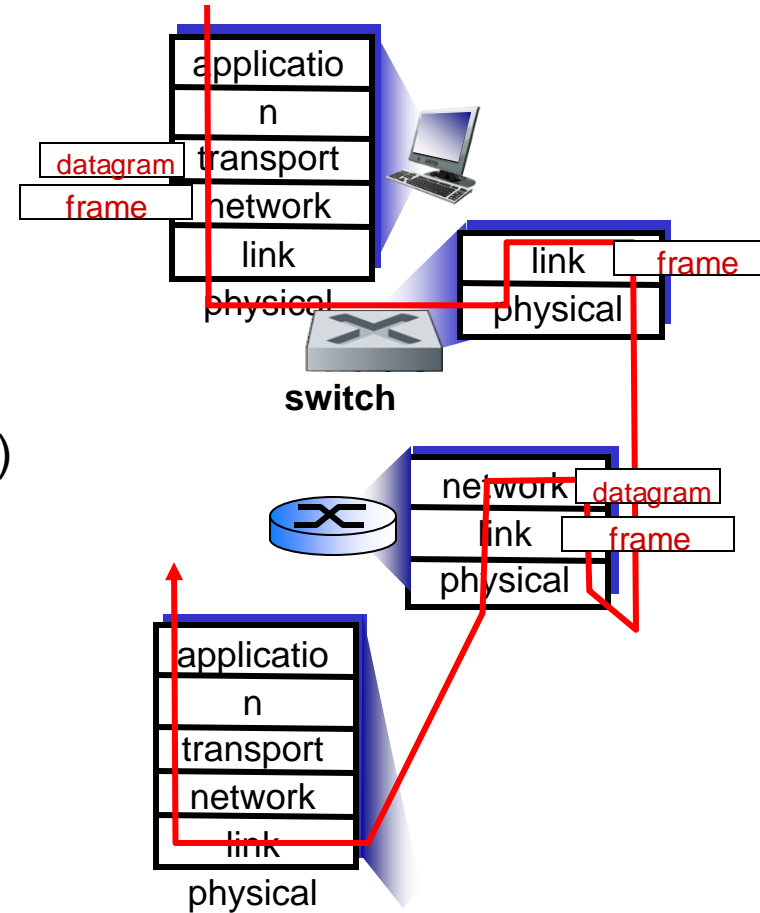 applicatio
n
datagram transport
frame network
link
physical
link frame
physical
switch
)
network datagram
link frame
physical
applicatio
n
transport
network
link
physical